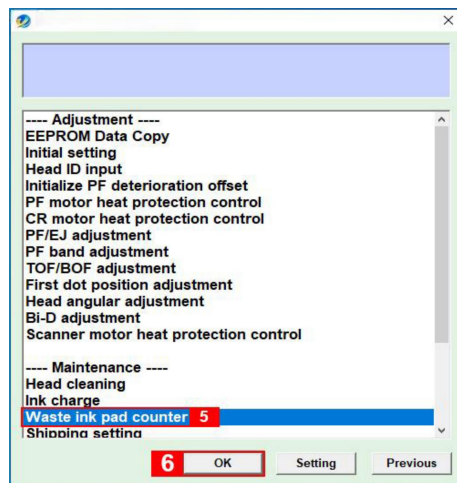 ---- Adjustment ----
EEPROM Data Copy
Initial setting
Head ID input
Initialize PF deterioration offset
PF motor heat protection control
CR motor heat protection control
PF/EJ adjustment
PF band adjustment
TOF/BOF adjustment
First dot position adjustment
Head angular adjustment
Bi-D adjustment
Scanner motor heat protection control
---- Maintenance ----
Head cleaning
Ink charge
Waste ink pad counter 5
Shipping setting
6 OK Setting Previous